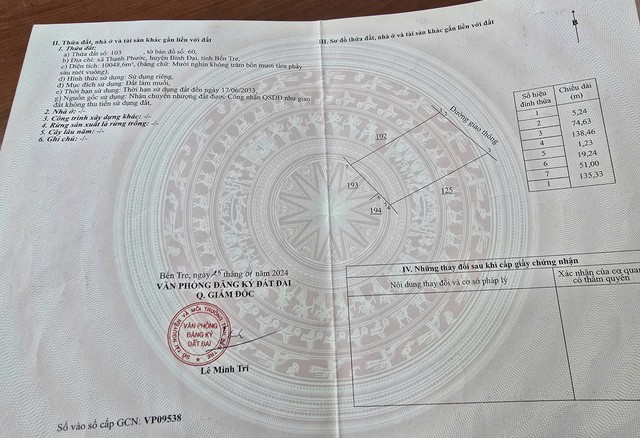 II. Thửa đất, nhà ở và tài sản khác gắn liền với đất
1. Thửa đất:
a) Thửa đất số: 103 , tờ bản đồ số: 60,
b) Địa chỉ: xã Thạnh Phước, huyện Bình Đại, tỉnh Bến Tre,
c) Diện tích: 10048,6m², (bằng chữ: Mười nghìn không trăm bốn mươi tám phẩy
sáu mét vuông),
d) Hình thức sử dụng: Sử dụng riêng,
đ) Mục đích sử dụng: Đất làm muối,
e) Thời hạn sử dụng: Thời hạn sử dụng đất đến ngày 17/06/2033,
g) Nguồn gốc sử dụng: Nhận chuyển nhượng đất được Công nhận QSDĐ như giao
đất không thu tiền sử dụng đất,
2. Nhà ở: -/-
3. Công trình xây dựng khác: -/-
4. Rừng sản xuất là rừng trồng: -/-
5. Cây lâu năm: -/-
6. Ghi chú: -/-
Bến Tre, ngày 25 tháng 01 năm 2024
VĂN PHÒNG ĐĂNG KÝ ĐẤT ĐAI
Q. GIÁM ĐỐC
SỞ TÀI NGUYÊN VÀ MÔI TRƯỜNG TỈNH BẾN TRE
VĂN PHÒNG
ĐĂNG KÝ
ĐẤT ĐAI
Lê Minh Trí
Số vào sổ cấp GCN: VP09538
III. Sơ đồ thửa đất, nhà ở và tài sản khác gắn liền với đất
B
Đường giao thông
102
193
194
125
Số hiệu đỉnh thửa Chiều dài (m)
1
5,24
2
74,63
3
138,46
4
1,23
5
19,24
6
51,00
7
135,33
1
IV. Những thay đổi sau khi cấp giấy chứng nhận
Nội dung thay đổi và cơ sở pháp lý
Xác nhận của cơ quan
có thẩm quyền